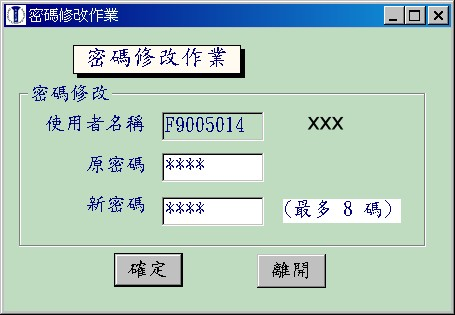 密碼修改作業
密碼修改作業
密碼修改
使用者名稱 F9005014 XXX
原密碼 ****
新密碼 **** (最多 8 碼)
確定 離開